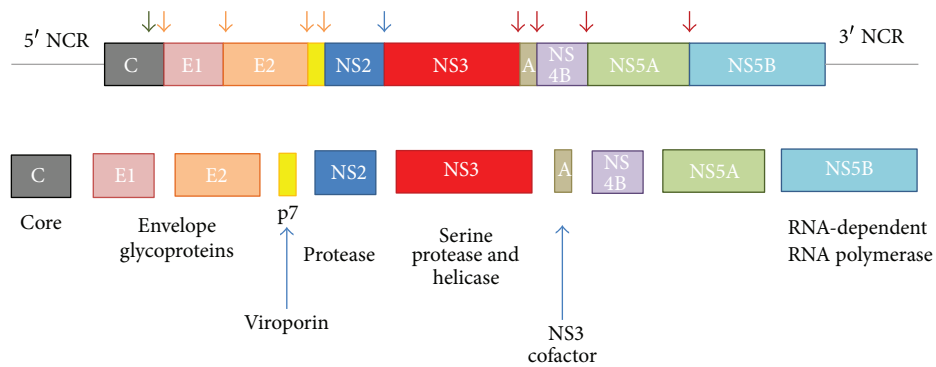 5′ NCR
3′ NCR
C
E1
E2
NS2
NS3
A
NS
4B
NS5A
NS5B
C
E1
E2
NS2
NS3
A
NS
4B
NS5A
NS5B
Core
Envelope
glycoproteins
p7
Protease
Serine
protease and
helicase
RNA-dependent
RNA polymerase
Viroporin
NS3
cofactor